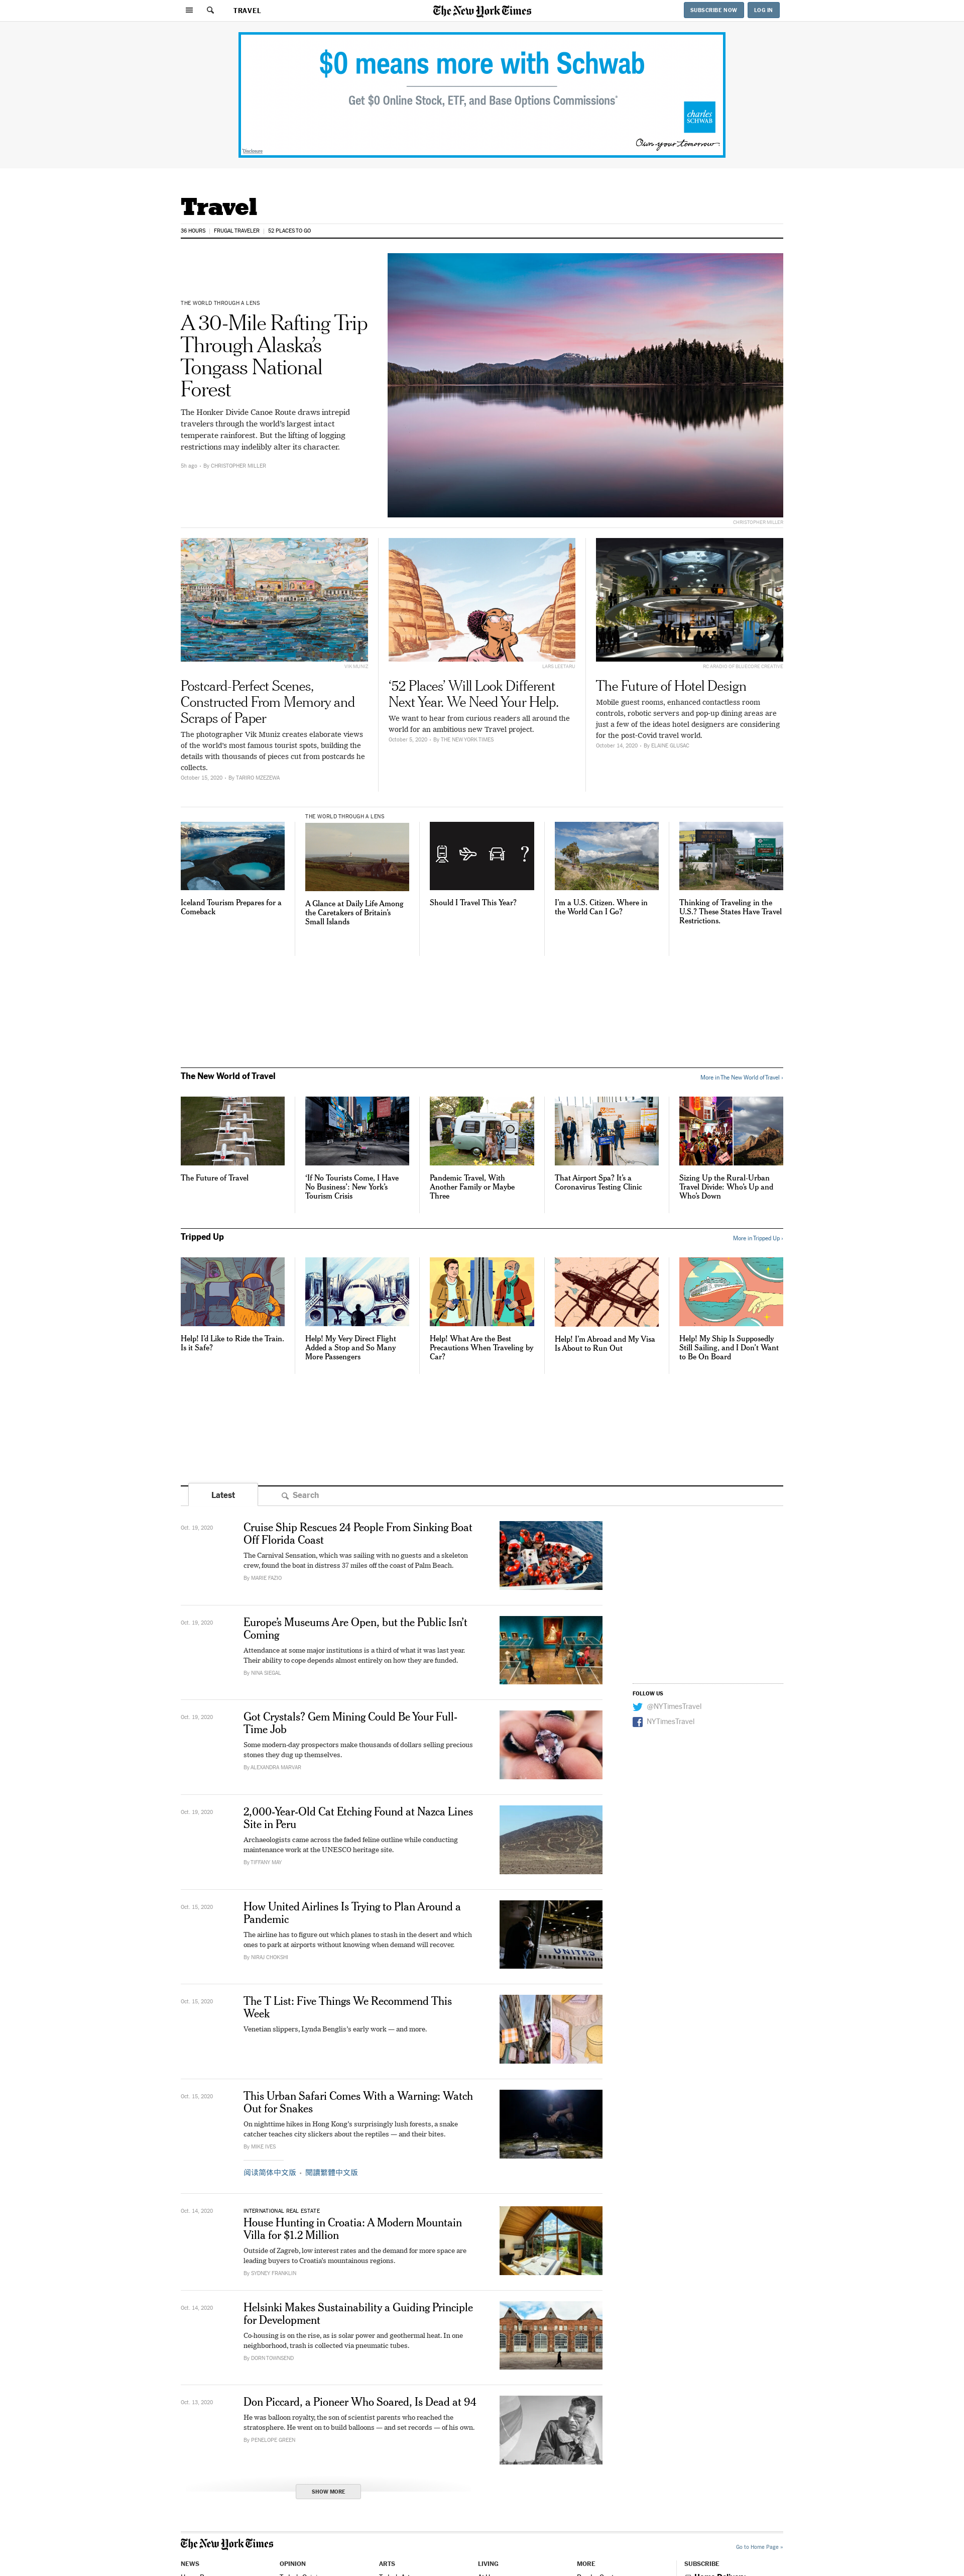 TRAVEL
The New York Times
SUBSCRIBE NOW
LOG IN
$0 means more with Schwab
Get $0 Online Stock, ETF, and Base Options Commissions*
charles
SCHWAB
Own your tomorrow
*Disclosure
Travel
36 HOURS
FRUGAL TRAVELER
52 PLACES TO GO
THE WORLD THROUGH A LENS
A 30-Mile Rafting Trip
Through Alaska's
Tongass National
Forest
The Honker Divide Canoe Route draws intrepid
travelers through the world's largest intact
temperate rainforest. But the lifting of logging
restrictions may indelibly alter its character.
5h ago • By CHRISTOPHER MILLER
CHRISTOPHER MILLER
VIK MUNIZ
Postcard-Perfect Scenes,
Constructed From Memory and
Scraps of Paper
The photographer Vik Muniz creates elaborate views
of the world's most famous tourist spots, building the
details with thousands of pieces cut from postcards he
collects.
October 15, 2020 • By TARIRO MZEZEWA
LARS LEETARU
'52 Places' Will Look Different
Next Year. We Need Your Help.
We want to hear from curious readers all around the
world for an ambitious new Travel project.
October 5, 2020 • By THE NEW YORK TIMES
The Future of Hotel Design
Mobile guest rooms, enhanced contactless room
controls, robotic servers and pop-up dining areas are
just a few of the ideas hotel designers are considering
for the post-Covid travel world.
October 14, 2020 • By ELAINE GLUSAC
Iceland Tourism Prepares for a
Comeback
THE WORLD THROUGH A LENS
A Glance at Daily Life Among
the Caretakers of Britain's
Small Islands
?
Should I Travel This Year?
I'm a U.S. Citizen. Where in
the World Can I Go?
Thinking of Traveling in the
U.S.? These States Have Travel
Restrictions.
The New World of Travel
More in The New World of Travel »
The Future of Travel
'If No Tourists Come, I Have
No Business': New York's
Tourism Crisis
Pandemic Travel, With
Another Family or Maybe
Three
That Airport Spa? It's a
Coronavirus Testing Clinic
Sizing Up the Rural-Urban
Travel Divide: Who's Up and
Who's Down
Tripped Up
More in Tripped Up »
Help! I'd Like to Ride the Train.
Is it Safe?
Help! My Very Direct Flight
Added a Stop and So Many
More Passengers
Help! What Are the Best
Precautions When Traveling by
Car?
Help! I'm Abroad and My Visa
Is About to Run Out
Help! My Ship Is Supposedly
Still Sailing, and I Don't Want
to Be On Board
Latest
Search
Oct. 19, 2020
Cruise Ship Rescues 24 People From Sinking Boat
Off Florida Coast
The Carnival Sensation, which was sailing with no guests and a skeleton
crew, found the boat in distress 37 miles off the coast of Palm Beach.
By MARIE FAZIO
Oct. 19, 2020
Europe's Museums Are Open, but the Public Isn't
Coming
Attendance at some major institutions is a third of what it was last year.
Their ability to cope depends almost entirely on how they are funded.
By NINA SIEGAL
FOLLOW US
@NYTimesTravel
NYTimesTravel
Oct. 19, 2020
Got Crystals? Gem Mining Could Be Your Full-
Time Job
Some modern-day prospectors make thousands of dollars selling precious
stones they dug up themselves.
By ALEXANDRA MARVAR
Oct. 19, 2020
2,000-Year-Old Cat Etching Found at Nazca Lines
Site in Peru
Archaeologists came across the faded feline outline while conducting
maintenance work at the UNESCO heritage site.
By TIFFANY MAY
Oct. 15, 2020
How United Airlines Is Trying to Plan Around a
Pandemic
The airline has to figure out which planes to stash in the desert and which
ones to park at airports without knowing when demand will recover.
By NIRAJ CHOKSHI
UNITED
Oct. 15, 2020
The T List: Five Things We Recommend This
Week
Venetian slippers, Lynda Benglis's early work — and more.
Oct. 15, 2020
This Urban Safari Comes With a Warning: Watch
Out for Snakes
On nighttime hikes in Hong Kong's surprisingly lush forests, a snake
catcher teaches city slickers about the reptiles — and their bites.
By MIKE IVES
阅读简体中文版 • 閱讀繁體中文版
Oct. 14, 2020
INTERNATIONAL REAL ESTATE
House Hunting in Croatia: A Modern Mountain
Villa for $1.2 Million
Outside of Zagreb, low interest rates and the demand for more space are
leading buyers to Croatia's mountainous regions.
By SYDNEY FRANKLIN
Oct. 14, 2020
Helsinki Makes Sustainability a Guiding Principle
for Development
Co-housing is on the rise, as is solar power and geothermal heat. In one
neighborhood, trash is collected via pneumatic tubes.
By DORN TOWNSEND
Oct. 13, 2020
Don Piccard, a Pioneer Who Soared, Is Dead at 94
He was balloon royalty, the son of scientist parents who reached the
stratosphere. He went on to build balloons — and set records — of his own.
By PENELOPE GREEN
SHOW MORE
The New York Times
Go to Home Page »
NEWS
OPINION
ARTS
LIVING
MORE
SUBSCRIBE